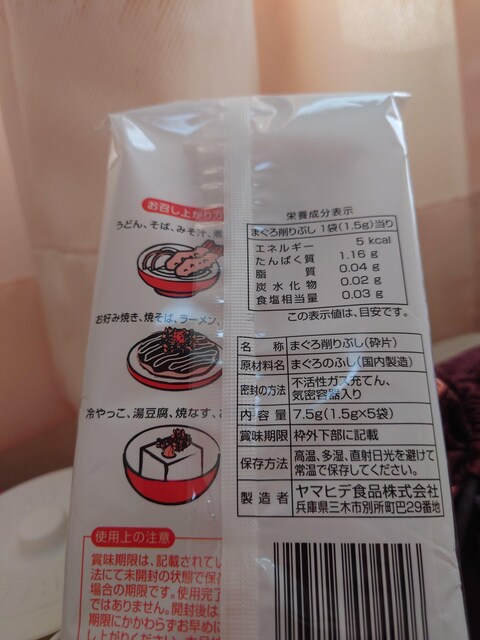 お召し上がり方
うどん、そば、みそ汁、煮
お好み焼き、焼そば、ラーメン、
冷やっこ、湯豆腐、焼なす、お
使用上の注意
賞味期限は、記載されてい
法にて未開封の状態で保存
場合の期限です。使用完了
ではありません。開封後は
期限にかかわらずお早めに
し上がりください。
栄養成分表示
まぐろ削りぶし 1袋(1.5g)当り
エネルギー 5 kcal
たんぱく質 1.16 g
脂質 0.04 g
炭水化物 0.02 g
食塩相当量 0.03 g
この表示値は、目安です。
名称 まぐろ削りぶし(砕片)
原材料名 まぐろのふし(国内製造)
密封の方法 不活性ガス充てん、
気密容器入り
内容量 7.5g(1.5g×5袋)
賞味期限 枠外下部に記載
保存方法 高温、多湿、直射日光を避けて
常温で保存してください。
製造者 ヤマヒデ食品株式会社
兵庫県三木市別所町巴29番地